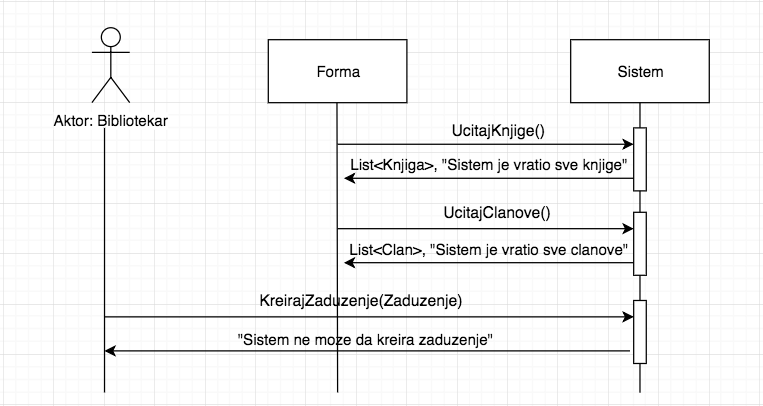 Forma
Sistem
Aktor: Bibliotekar
UcitajKnjige()
List<Knjiga>, "Sistem je vratio sve knjige"
UcitajClanove()
List<Clan>, "Sistem je vratio sve clanove"
KreirajZaduzenje(Zaduzenje)
"Sistem ne moze da kreira zaduzenje"